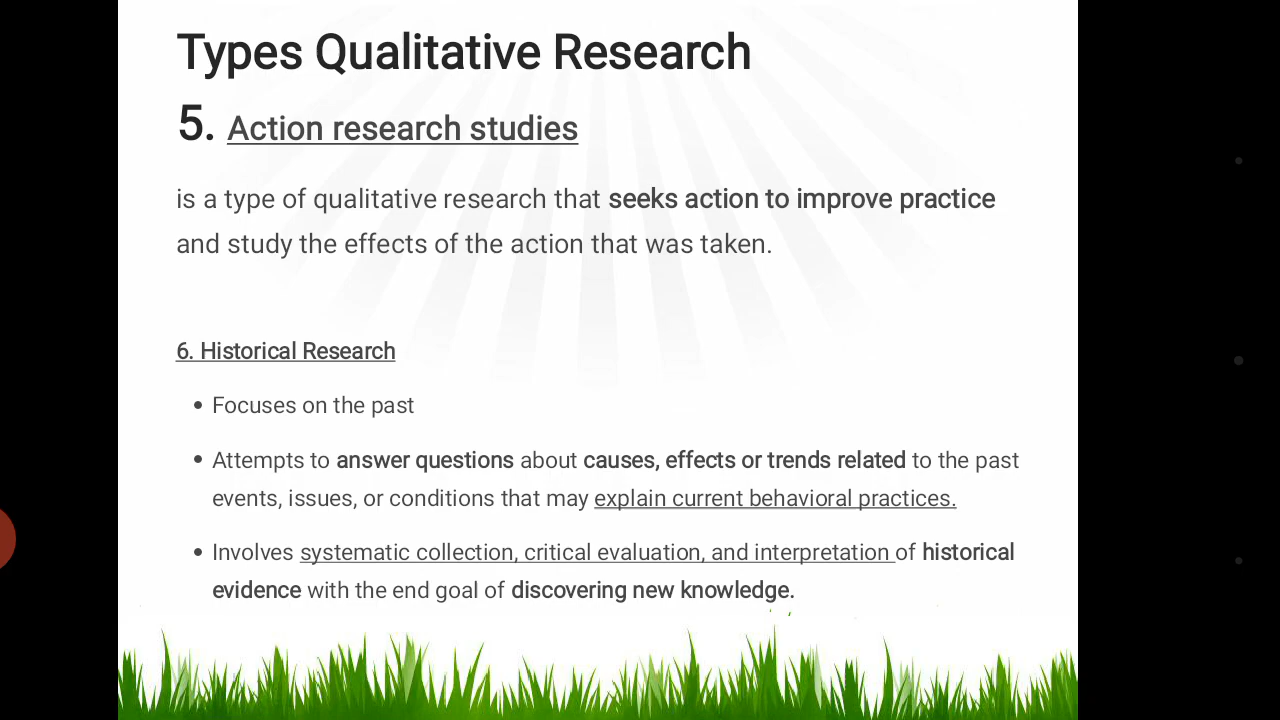 Types Qualitative Research
5. Action research studies
is a type of qualitative research that seeks action to improve practice
and study the effects of the action that was taken.
6. Historical Research
• Focuses on the past
• Attempts to answer questions about causes, effects or trends related to the past
events, issues, or conditions that may explain current behavioral practices.
• Involves systematic collection, critical evaluation, and interpretation of historical
evidence with the end goal of discovering new knowledge.